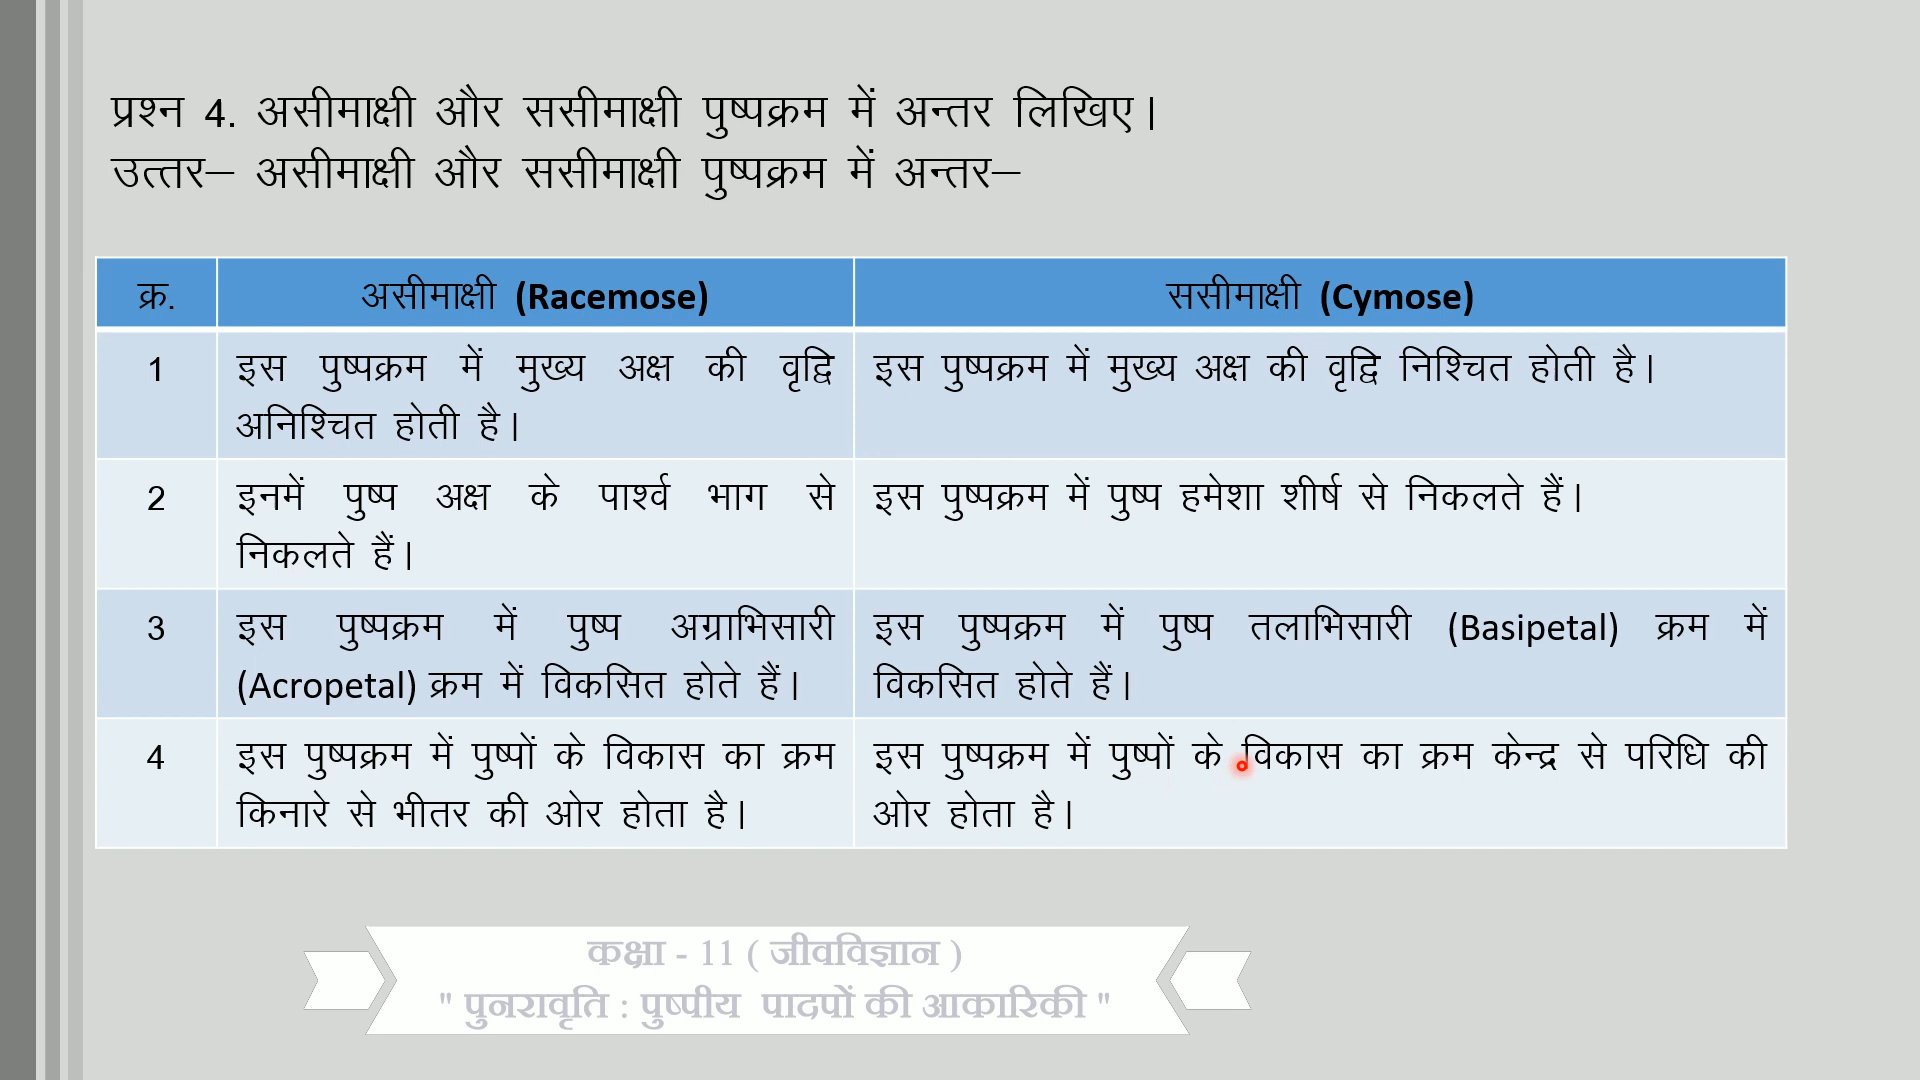 प्रश्न 4. असीमाक्षी और ससीमाक्षी पुष्पक्रम में अन्तर लिखिए।
उत्तर– असीमाक्षी और ससीमाक्षी पुष्पक्रम में अन्तर–
क्र. असीमाक्षी (Racemose) ससीमाक्षी (Cymose)
1 इस पुष्पक्रम में मुख्य अक्ष की वृद्वि इस पुष्पक्रम में मुख्य अक्ष की वृद्वि निश्चित होती है।
अनिश्चित होती है।
2 इनमें पुष्प अक्ष के पार्श्व भाग से इस पुष्पक्रम में पुष्प हमेशा शीर्ष से निकलते हैं।
निकलते हैं।
3 इस पुष्पक्रम में पुष्प अग्राभिसारी इस पुष्पक्रम में पुष्प तलाभिसारी (Basipetal) क्रम में
(Acropetal) क्रम में विकसित होते हैं। विकसित होते हैं।
4 इस पुष्पक्रम में पुष्पों के विकास का क्रम इस पुष्पक्रम में पुष्पों के विकास का क्रम केन्द्र से परिधि की
किनारे से भीतर की ओर होता है। ओर होता है।
कक्षा - 11 ( जीवविज्ञान )
" पुनरावृति : पुष्पीय पादपों की आकारिकी "